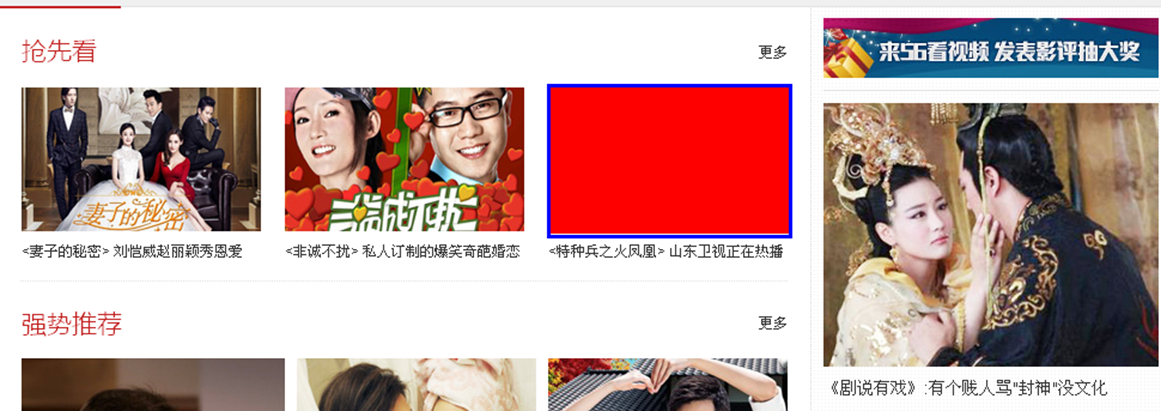 抢先看
更多
妻子的秘密
非诚不扰
<妻子的秘密> 刘恺威赵丽颖秀恩爱
<非诚不扰> 私人订制的爆笑奇葩婚恋
<特种兵之火凤凰> 山东卫视正在热播
强势推荐
更多
来56看视频 发表影评抽大奖
《剧说有戏》:有个贱人骂"封神"没文化